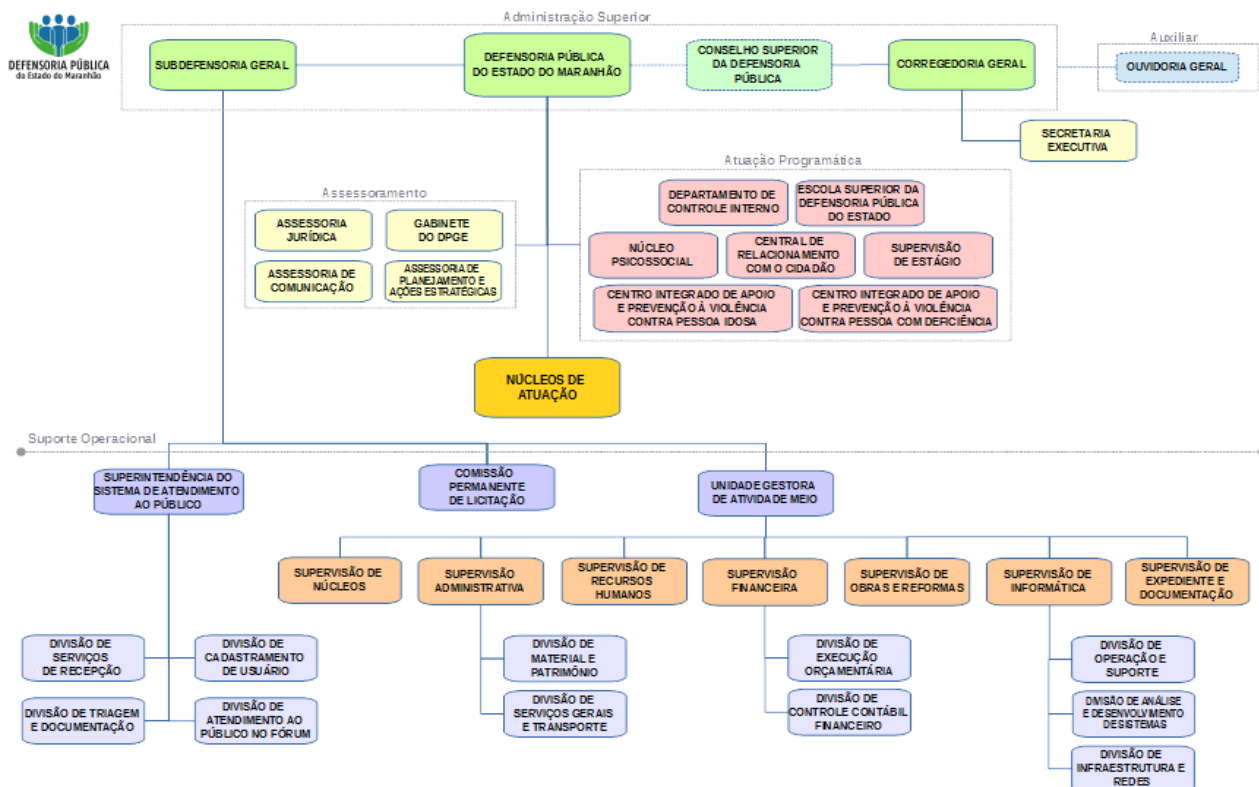 Administração Superior
DEFENSORIA PÚBLICA
do Estado do Maranhão
Auxiliar
SUBDEFENSORIA GERAL
DEFENSORIA PÚBLICA
DO ESTADO DO MARANHÃO
CONSELHO SUPERIOR
DA DEFENSORIA
PÚBLICA
CORREGEDORIA GERAL
OUVIDORIA GERAL
SECRETARIA
EXECUTIVA
Assessoramento
ASSESSORIA
JURÍDICA
GABINETE
DO DPGE
ASSESSORIA DE
COMUNICAÇÃO
ASSESSORIA DE
PLANEJAMENTO E
AÇÕES ESTRATÉGICAS
Atuação Programática
DEPARTAMENTO DE
CONTROLE INTERNO
ESCOLA SUPERIOR DA
DEFENSORIA PÚBLICA
DO ESTADO
NÚCLEO
PSICOSSOCIAL
CENTRAL DE
RELACIONAMENTO
COM O CIDADÃO
SUPERVISÃO
DE ESTÁGIO
CENTRO INTEGRADO DE APOIO
E PREVENÇÃO À VIOLÊNCIA
CONTRA PESSOA IDOSA
CENTRO INTEGRADO DE APOIO
E PREVENÇÃO À VIOLÊNCIA
CONTRA PESSOA COM DEFICIÊNCIA
NÚCLEOS DE
ATUAÇÃO
Suporte Operacional
SUPERINTENDÊNCIA DO
SISTEMA DE ATENDIMENTO
AO PÚBLICO
COMISSÃO
PERMANENTE
DE LICITAÇÃO
UNIDADE GESTORA
DE ATIVIDADE MEIO
SUPERVISÃO DE
NÚCLEOS
SUPERVISÃO
ADMINISTRATIVA
SUPERVISÃO DE
RECURSOS
HUMANOS
SUPERVISÃO
FINANCEIRA
SUPERVISÃO DE
OBRAS E REFORMAS
SUPERVISÃO DE
INFORMÁTICA
SUPERVISÃO DE
EXPEDIENTE E
DOCUMENTAÇÃO
DIVISÃO DE
SERVIÇOS
DE RECEPÇÃO
DIVISÃO DE
CADASTRAMENTO
DE USUÁRIO
DIVISÃO DE TRIAGEM
E DOCUMENTAÇÃO
DIVISÃO DE
ATENDIMENTO AO
PÚBLICO NO FÓRUM
DIVISÃO DE
MATERIAL E
PATRIMÔNIO
DIVISÃO DE
SERVIÇOS GERAIS
E TRANSPORTE
DIVISÃO DE
EXECUÇÃO
ORÇAMENTÁRIA
DIVISÃO DE
CONTROLE CONTÁBIL
FINANCEIRO
DIVISÃO DE
OPERAÇÃO E
SUPORTE
DIVISÃO DE ANÁLISE
E DESENVOLVIMENTO
DE SISTEMAS
DIVISÃO DE
INFRAESTRUTURA E
REDES